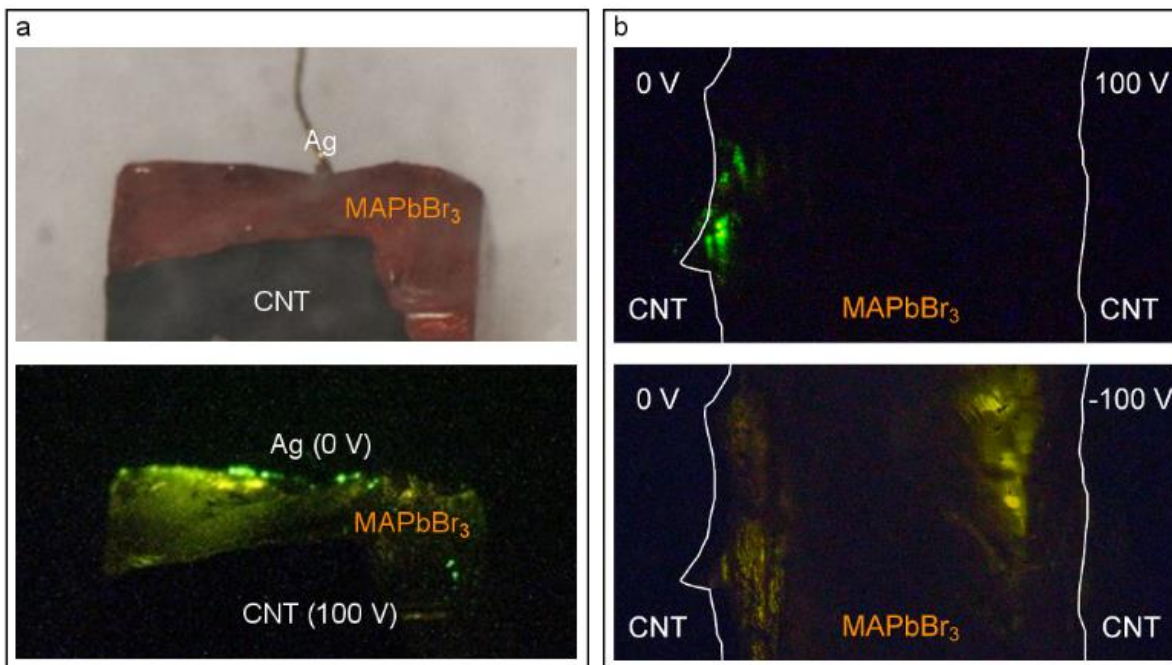 a
Ag
MAPbBr₃
CNT
Ag (0 V)
MAPbBr₃
CNT (100 V)
b
0 V 100 V
CNT MAPbBr₃ CNT
0 V -100 V
CNT MAPbBr₃ CNT